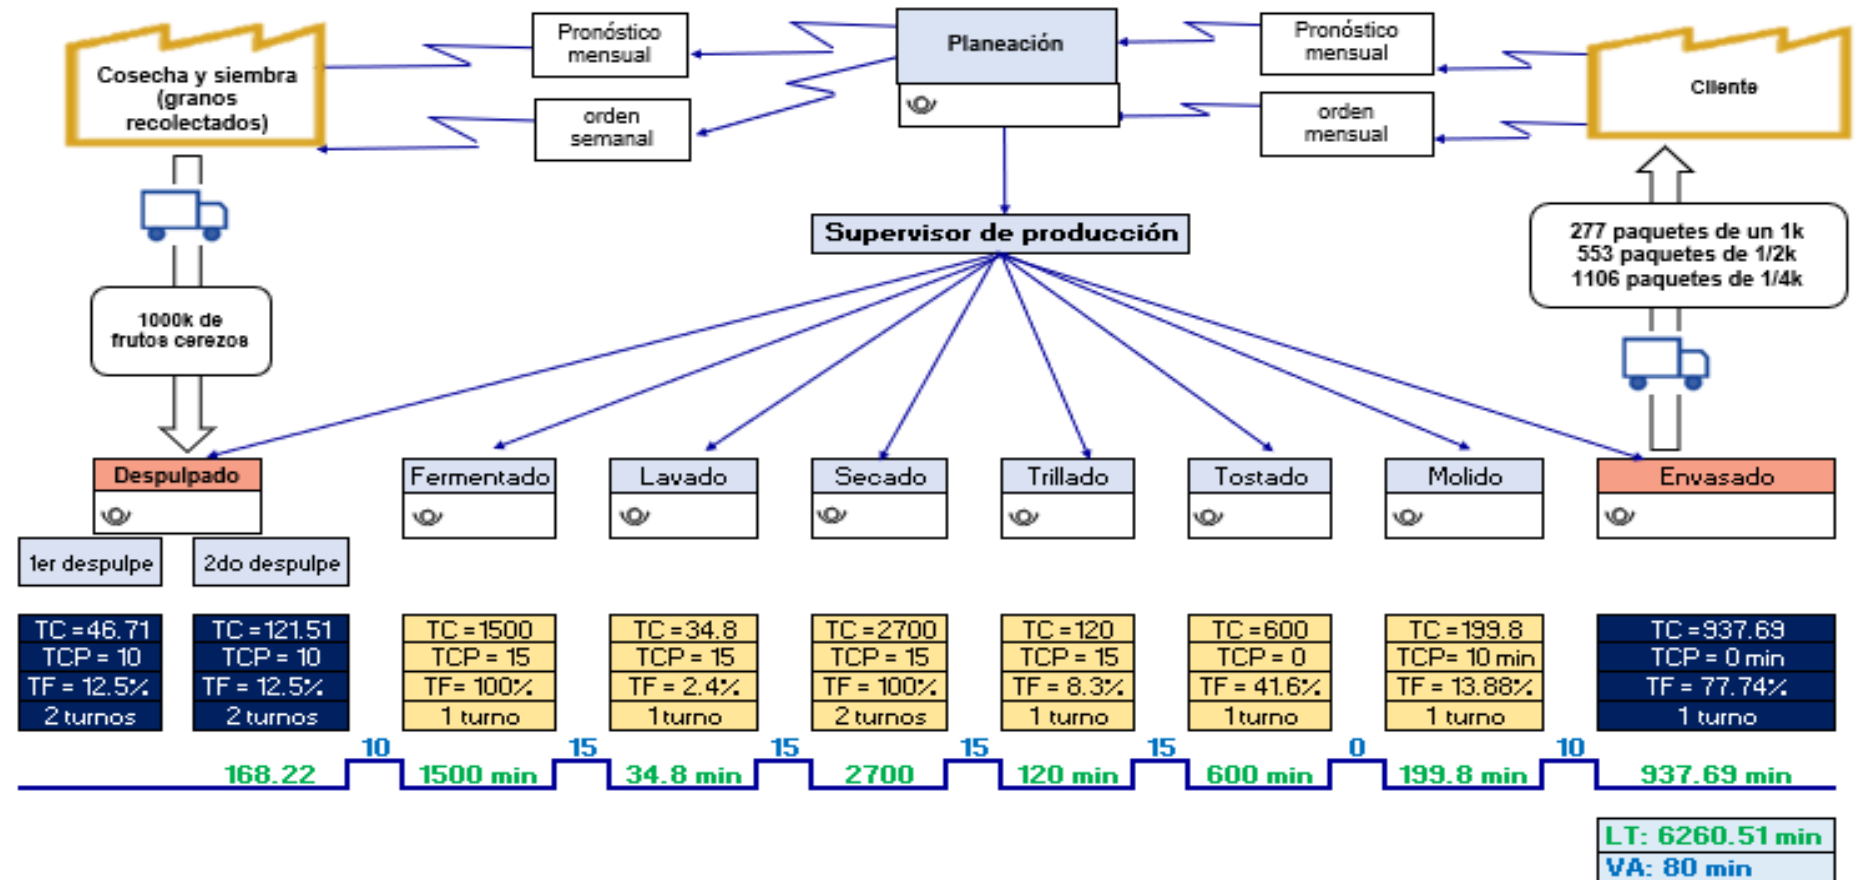 Cosecha y siembra
(granos
recolectados)
Pronóstico
mensual
orden
semanal
Planeación
Pronóstico
mensual
orden
mensual
Cliente
1000k de
frutos cerezos
Supervisor de producción
277 paquetes de un 1k
553 paquetes de 1/2k
1106 paquetes de 1/4k
Despulpado
1er despulpe
2do despulpe
Fermentado
Lavado
Secado
Trillado
Tostado
Molido
Envasado
TC =46.71
TCP = 10
TF = 12.5%
2 turnos
TC =121.51
TCP = 10
TF = 12.5%
2 turnos
TC =1500
TCP = 15
TF= 100%
1 turno
TC =34.8
TCP = 15
TF = 2.4%
1 turno
TC =2700
TCP = 15
TF = 100%
2 turnos
TC =120
TCP = 15
TF = 8.3%
1 turno
TC =600
TCP = 0
TF = 41.6%
1 turno
TC =199.8
TCP= 10 min
TF = 13.88%
1 turno
TC =937.69
TCP = 0 min
TF = 77.74%
1 turno
10
15
15
15
15
0
10
168.22
1500 min
34.8 min
2700
120 min
600 min
199.8 min
937.69 min
LT: 6260.51 min
VA: 80 min